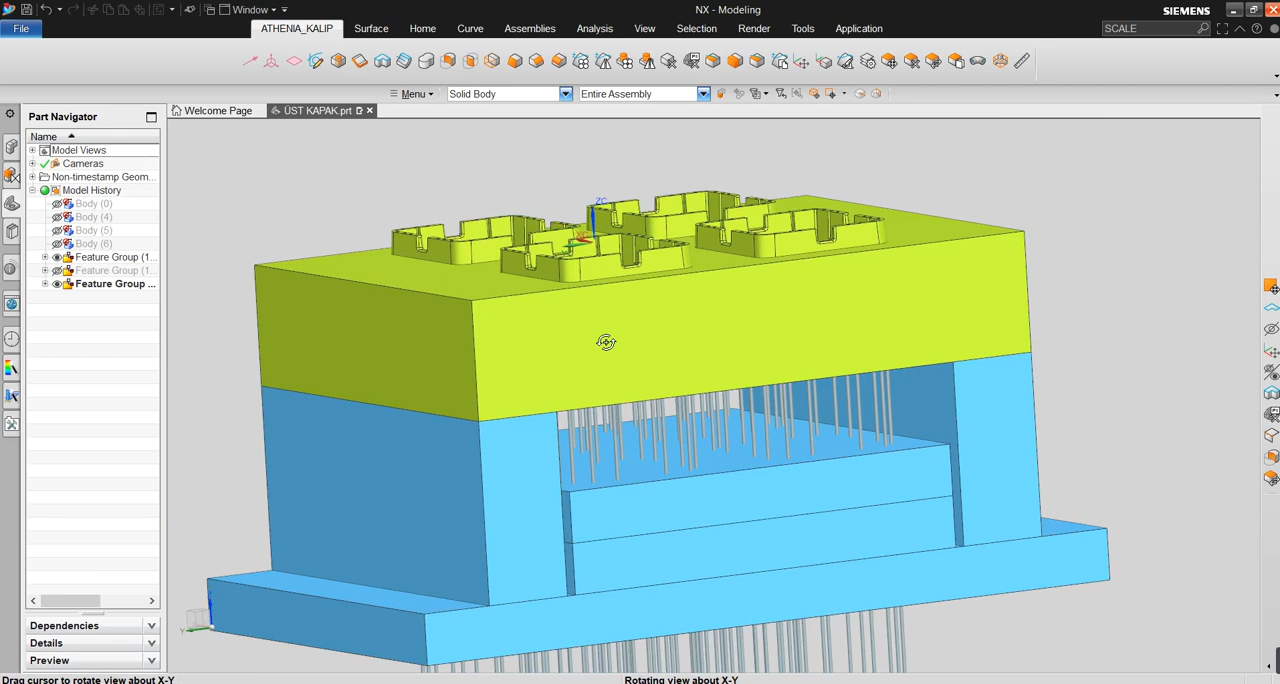 Window
NX - Modeling
SIEMENS
File
ATHENIA_KALIP
Surface
Home
Curve
Assemblies
Analysis
View
Selection
Render
Tools
Application
SCALE
Menu
Solid Body
Entire Assembly
Part Navigator
Welcome Page
ÜST KAPAK.prt
Name
Model Views
Cameras
Non-timestamp Geom...
Model History
Body (0)
Body (4)
Body (5)
Body (6)
Feature Group (1...
Feature Group (1...
Feature Group ...
ZC
XC
Y
Dependencies
Details
Preview
Drag cursor to rotate view about X-Y
Rotating view about X-Y